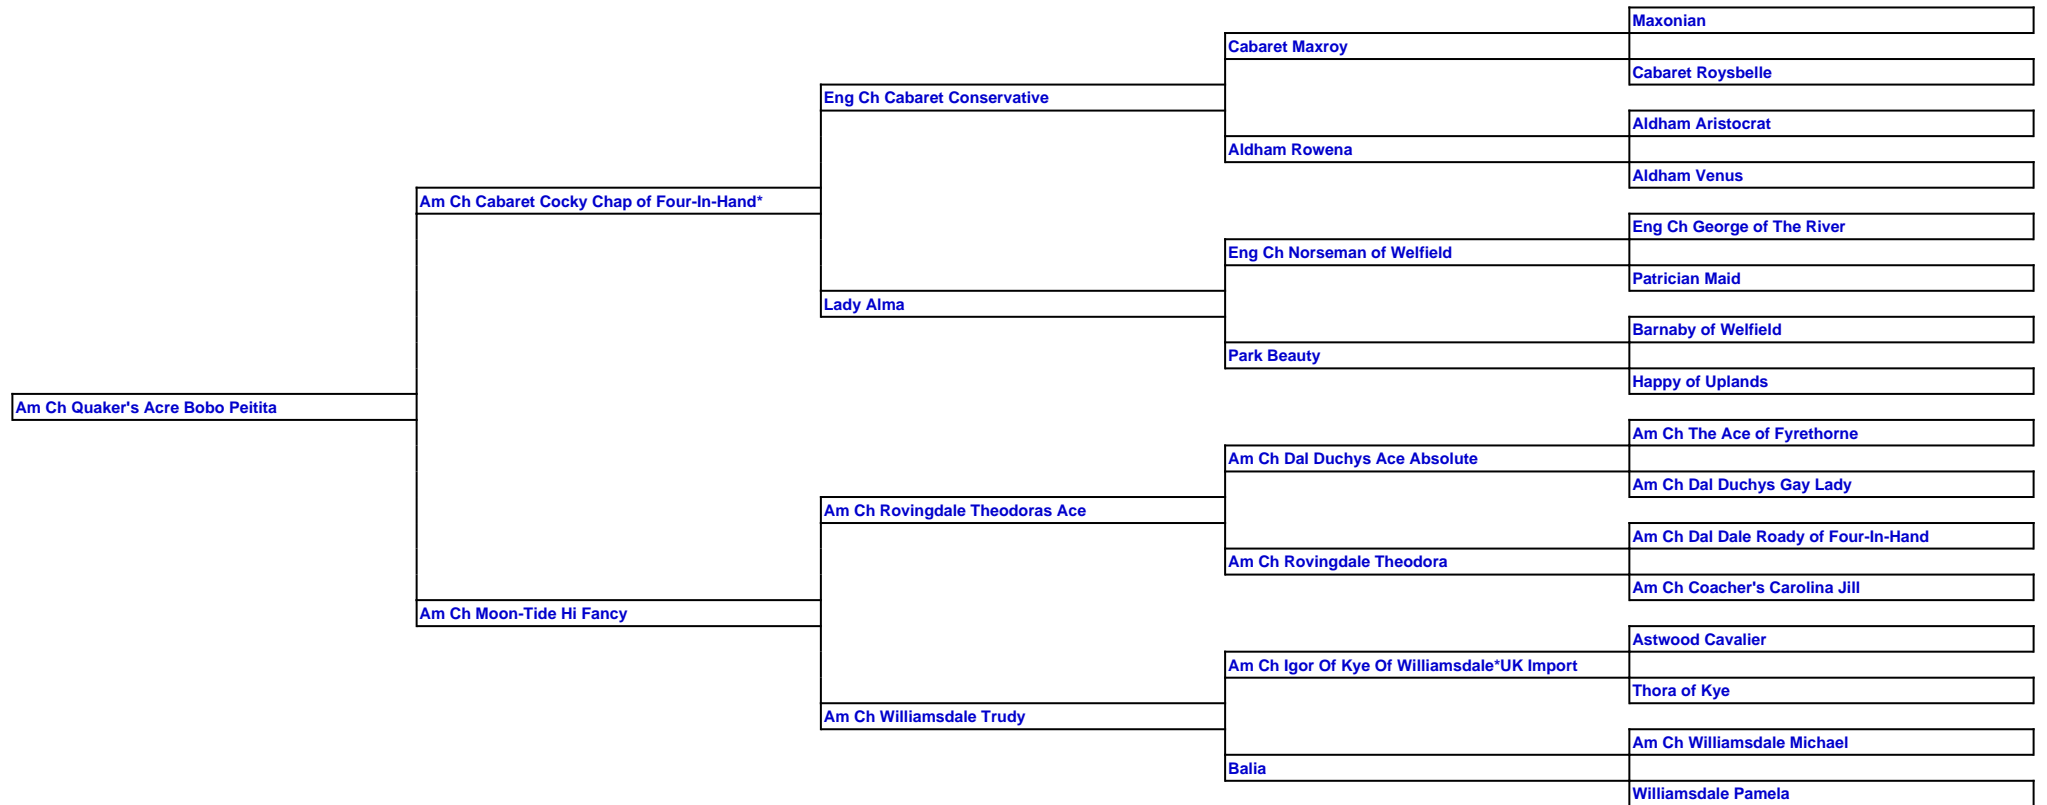 Maxonian
Cabaret Maxroy
Cabaret Roysbelle
Eng Ch Cabaret Conservative
Aldham Aristocrat
Aldham Rowena
Aldham Venus
Am Ch Cabaret Cocky Chap of Four-In-Hand*
Eng Ch George of The River
Eng Ch Norseman of Welfield
Patrician Maid
Lady Alma
Barnaby of Welfield
Park Beauty
Happy of Uplands
Am Ch Quaker's Acre Bobo Peitita
Am Ch The Ace of Fyrethorne
Am Ch Dal Duchys Ace Absolute
Am Ch Dal Duchys Gay Lady
Am Ch Rovingdale Theodoras Ace
Am Ch Dal Dale Roady of Four-In-Hand
Am Ch Rovingdale Theodora
Am Ch Coacher's Carolina Jill
Am Ch Moon-Tide Hi Fancy
Astwood Cavalier
Am Ch Igor Of Kye Of Williamsdale*UK Import
Thora of Kye
Am Ch Williamsdale Trudy
Am Ch Williamsdale Michael
Balia
Williamsdale Pamela